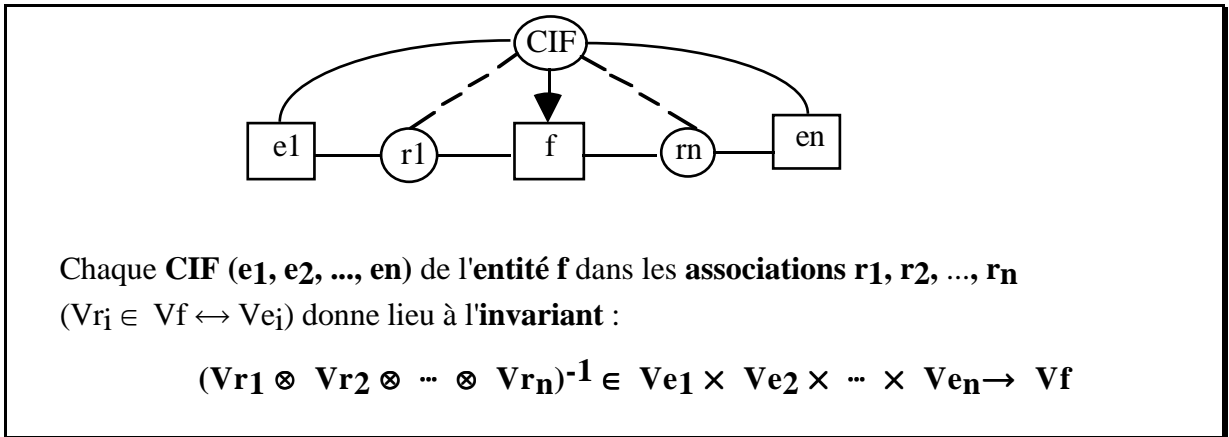 CIF
e1 r1 f rn en
Chaque CIF (e1, e2, ..., en) de l'entité f dans les associations r1, r2, ..., rn
(Vri ∈ Vf ↔ Vei) donne lieu à l'invariant :
(Vr1 ⊗ Vr2 ⊗ ··· ⊗ Vrn)-1 ∈ Ve1 × Ve2 × ··· × Ven→ Vf